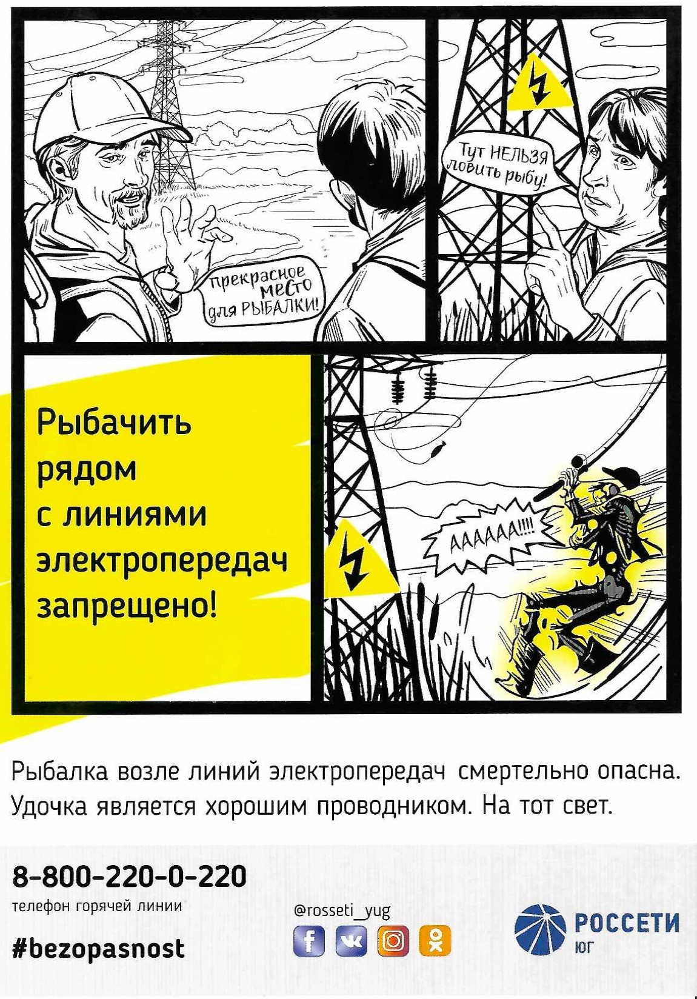 прекрасное
место
для РЫБАЛКИ!
Тут НЕЛЬЗЯ
ловить рыбу!
Рыбачить
рядом
с линиями
электропередач
запрещено!
АААААА!!!!
Рыбалка возле линий электропередач смертельно опасна.
Удочка является хорошим проводником. На тот свет.
8-800-220-0-220
телефон горячей линии
#bezopasnost
@rosseti_yug
РОССЕТИ
ЮГ